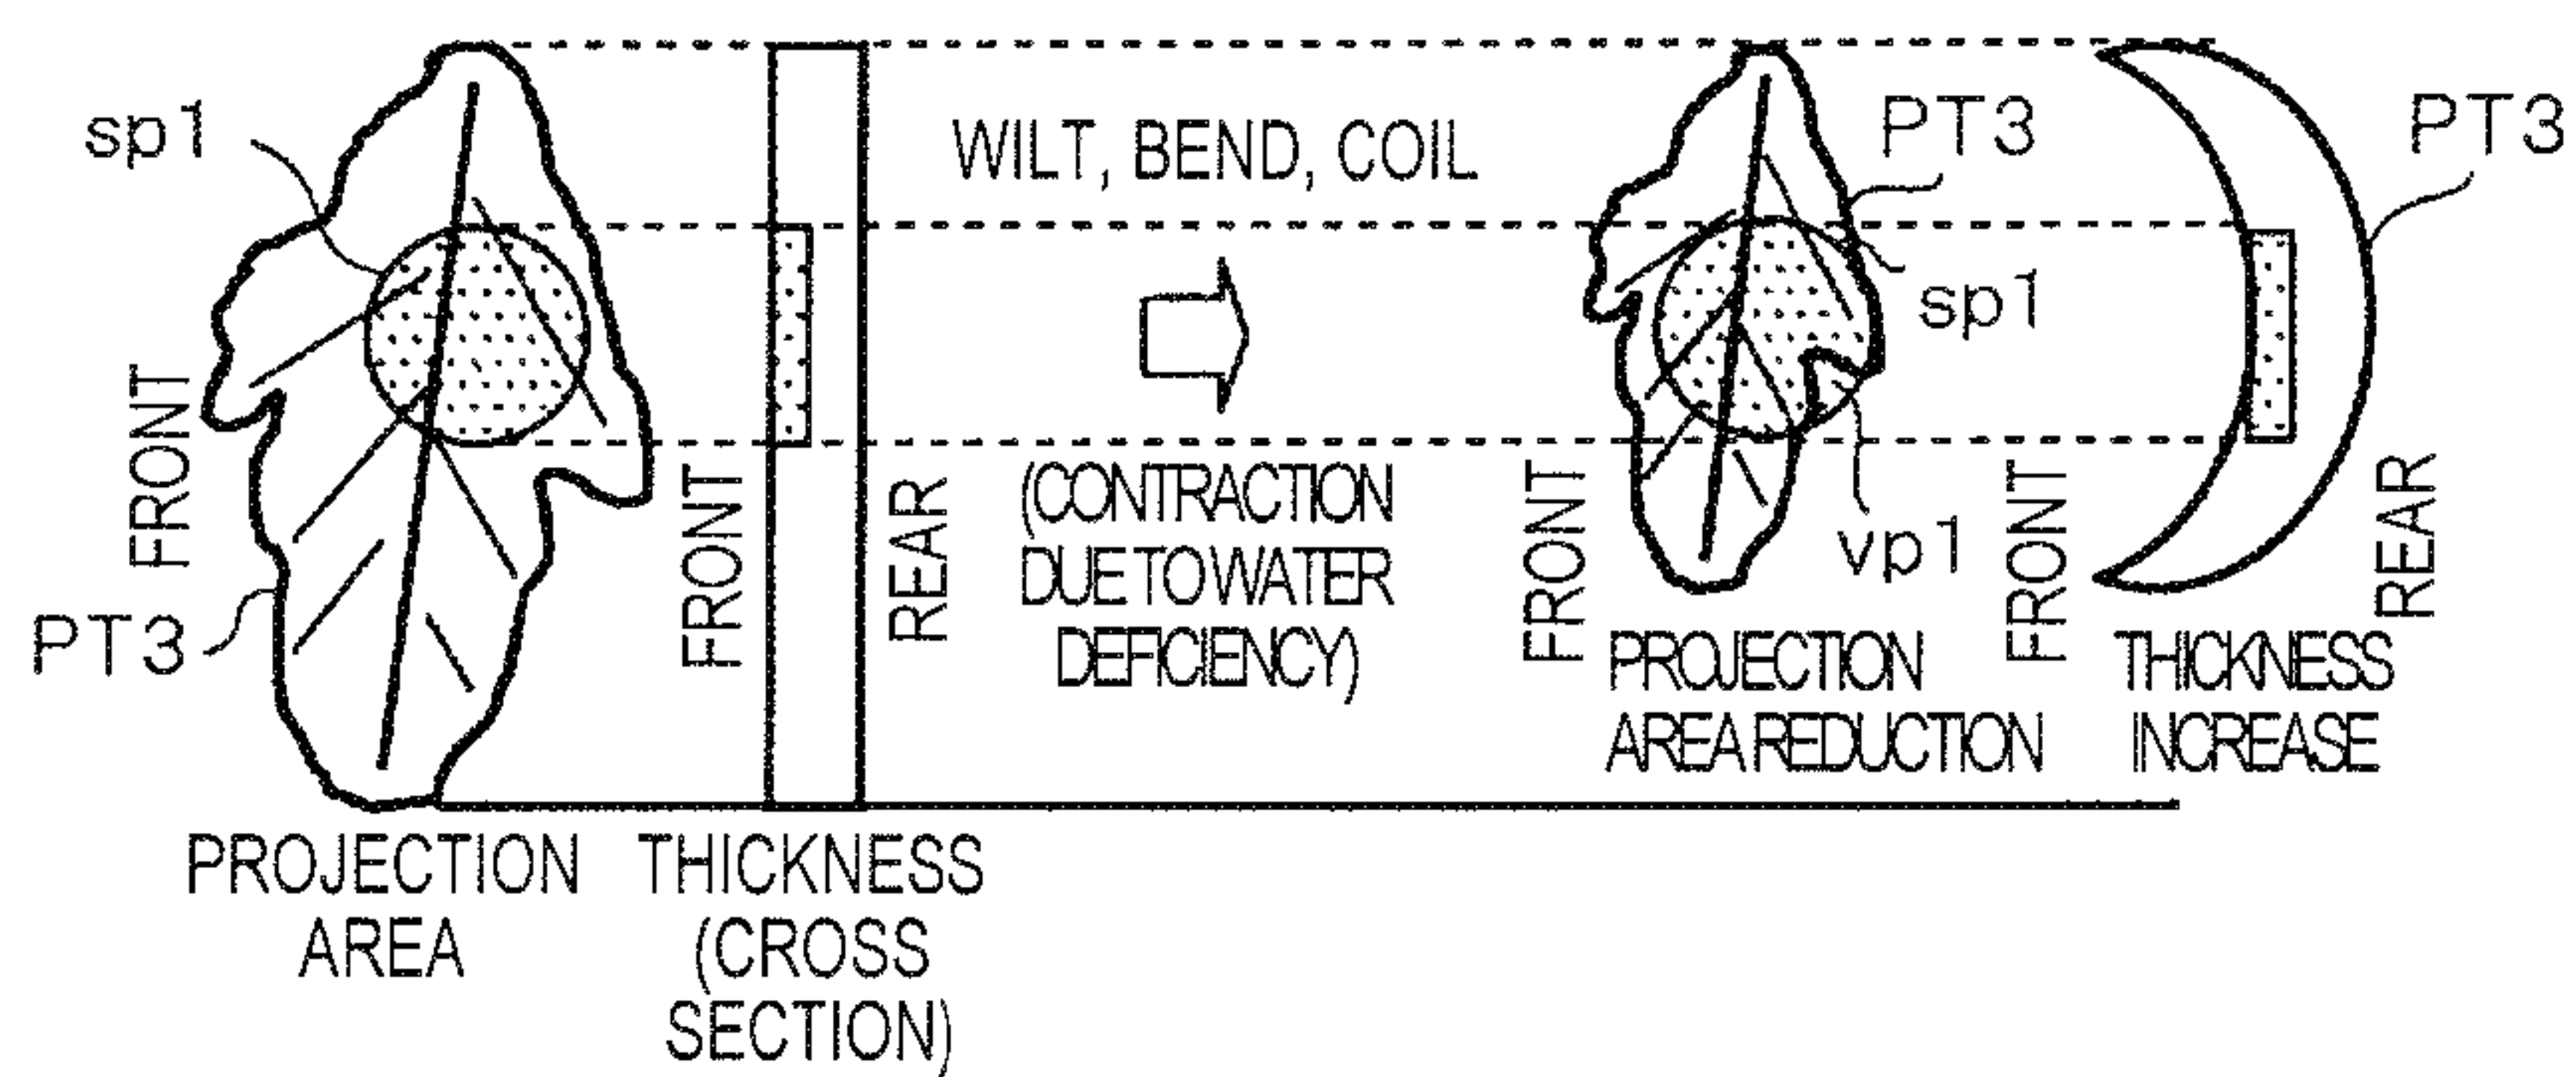 sp1
WILT, BEND, COIL
PT3
PT3
sp1
FRONT
FRONT
REAR
(CONTRACTION
DUE TO WATER
DEFICIENCY)
FRONT
vp1
FRONT
REAR
PT3
PROJECTION
AREA REDUCTION
THICKNESS
INCREASE
PROJECTION
AREA
THICKNESS
(CROSS
SECTION)